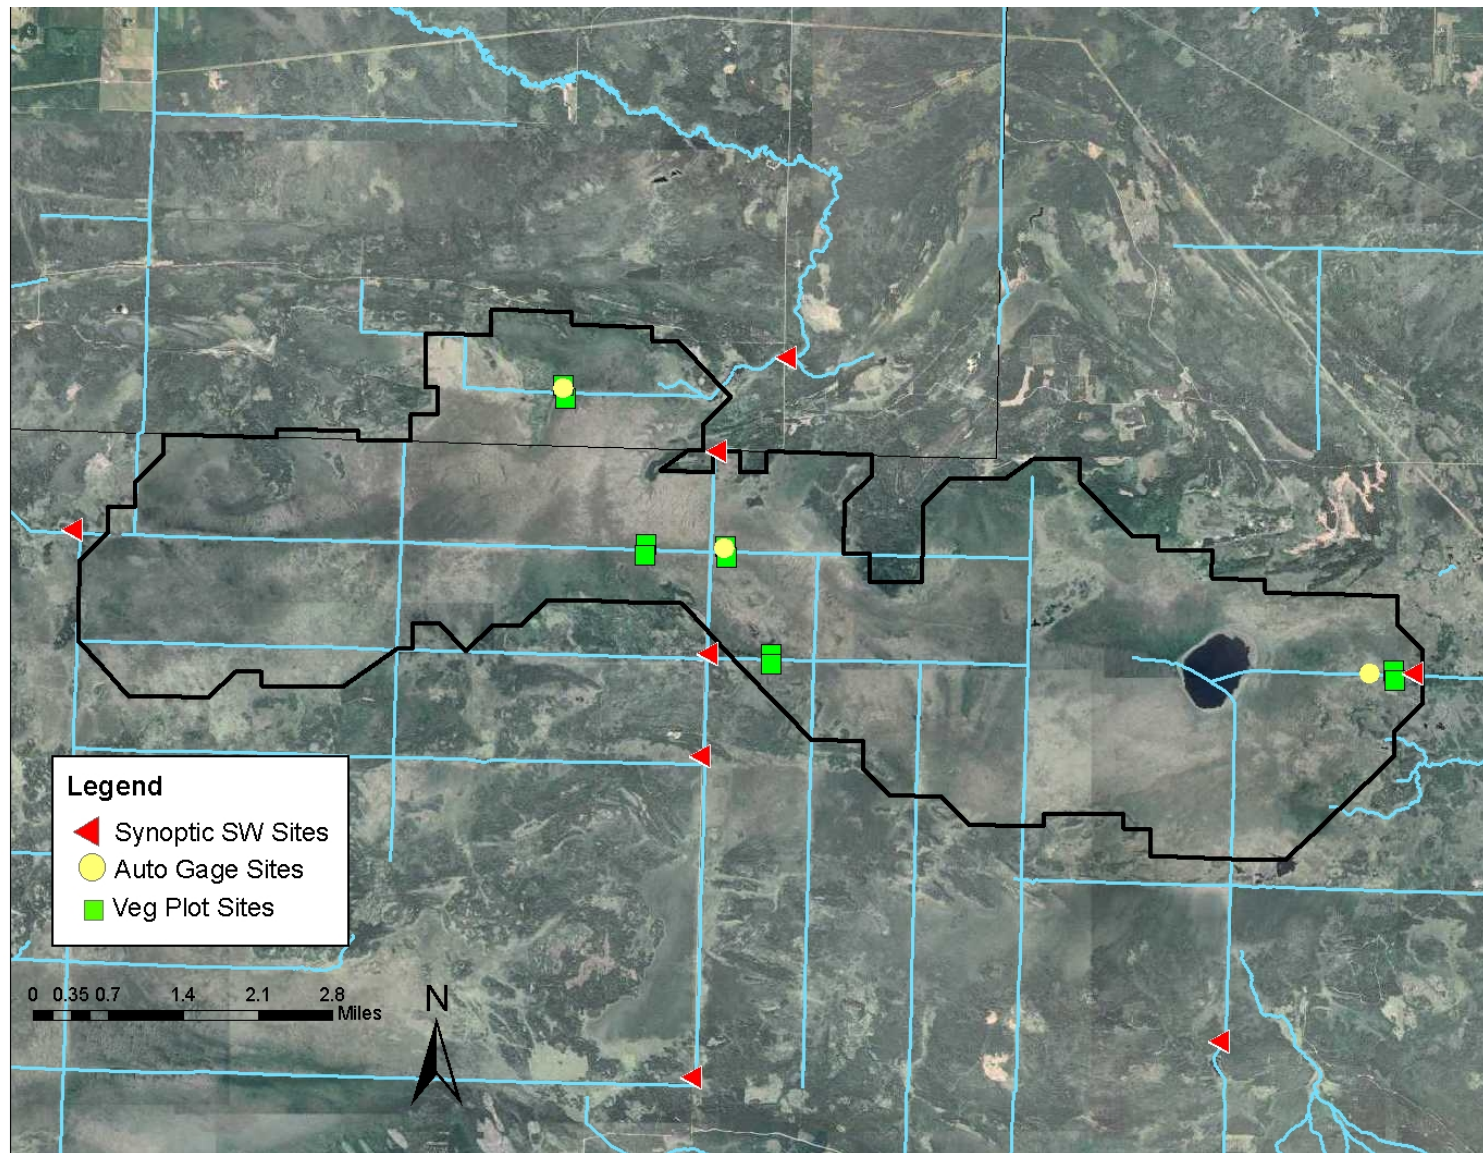 Legend
Synoptic SW Sites
Auto Gage Sites
Veg Plot Sites
0 0.35 0.7 1.4 2.1 2.8
Miles
N